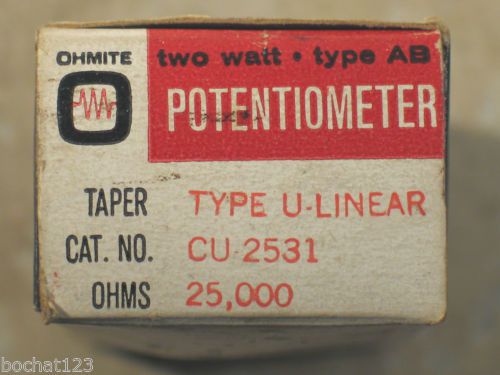 OHMITE two watt • type AB
POTENTIOMETER
TAPER TYPE U-LINEAR
CAT. NO. CU 2531
OHMS 25,000
bochat123